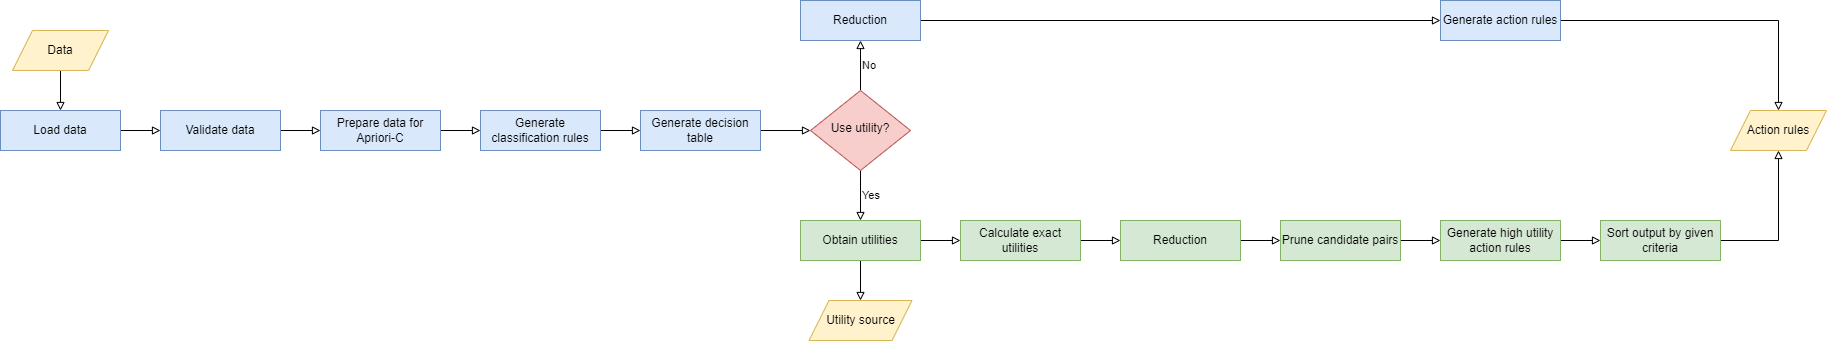 Data
Load data
Validate data
Prepare data for
Apriori-C
Generate
classification rules
Generate decision
table
Use utility?
No
Reduction
Generate action rules
Yes
Obtain utilities
Utility source
Calculate exact
utilities
Reduction
Prune candidate pairs
Generate high utility
action rules
Sort output by given
criteria
Action rules